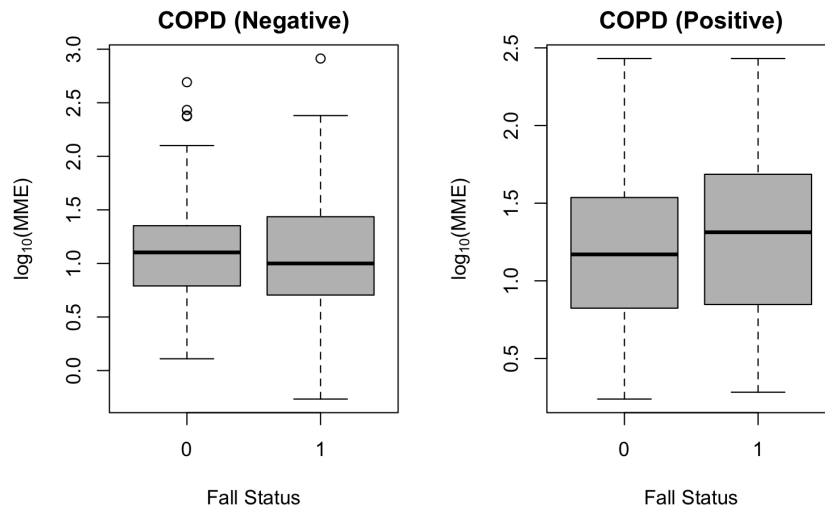 COPD (Negative)
log₁₀(MME)
3.0
2.5
2.0
1.5
1.0
0.5
0.0
0
1
Fall Status
COPD (Positive)
log₁₀(MME)
2.5
2.0
1.5
1.0
0.5
0
1
Fall Status